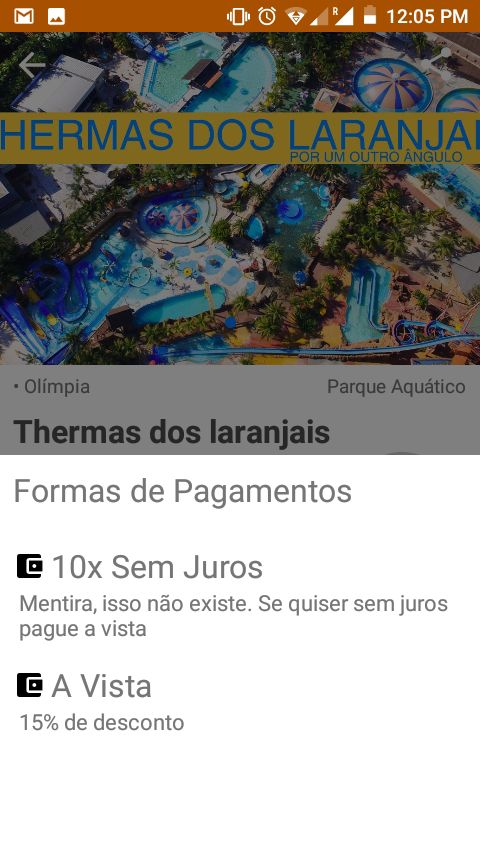 R
12:05 PM
HERMAS DOS LARANJAI
POR UM OUTRO ÂNGULO
• Olímpia
Parque Aquático
Thermas dos laranjais
Formas de Pagamentos
10x Sem Juros
Mentira, isso não existe. Se quiser sem juros
pague a vista
A Vista
15% de desconto